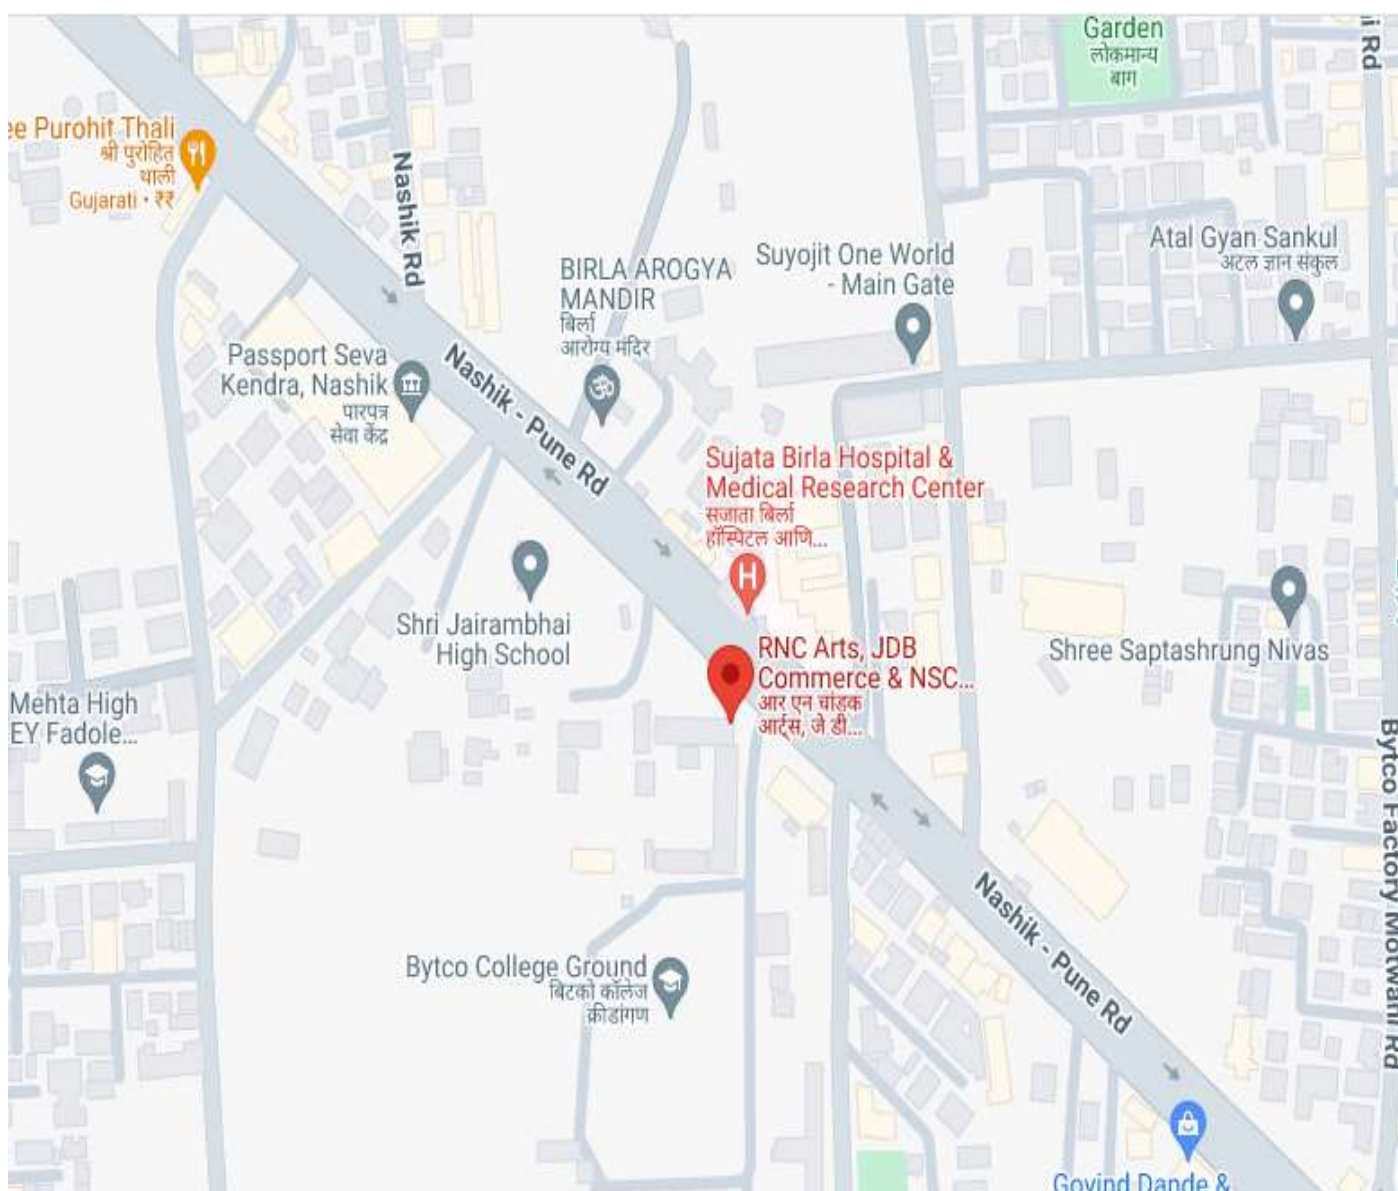 Garden
लोकमान्य
बाग
i Rd
ee Purohit Thali
श्री पुरोहित
थाली
Gujarati • ₹₹
Nashik Rd
BIRLA AROGYA
MANDIR
बिर्ला
आरोग्य मंदिर
Suyojit One World
- Main Gate
Atal Gyan Sankul
अटल ज्ञान संकुल
Passport Seva
Kendra, Nashik
पारपत्र
सेवा केंद्र
Nashik - Pune Rd
Sujata Birla Hospital &
Medical Research Center
सुजाता बिर्ला
हॉस्पिटल आणि...
H
Shri Jairambhai
High School
RNC Arts, JDB
Commerce & NSC...
आर एन चांडक
आर्ट्स, जे डी...
Shree Saptashrung Nivas
Mehta High
EY Fadole...
Bytco Factory Motwani Rd
Nashik - Pune Rd
Bytco College Ground
बिटको कॉलेज
क्रीडांगण
Govind Dande &